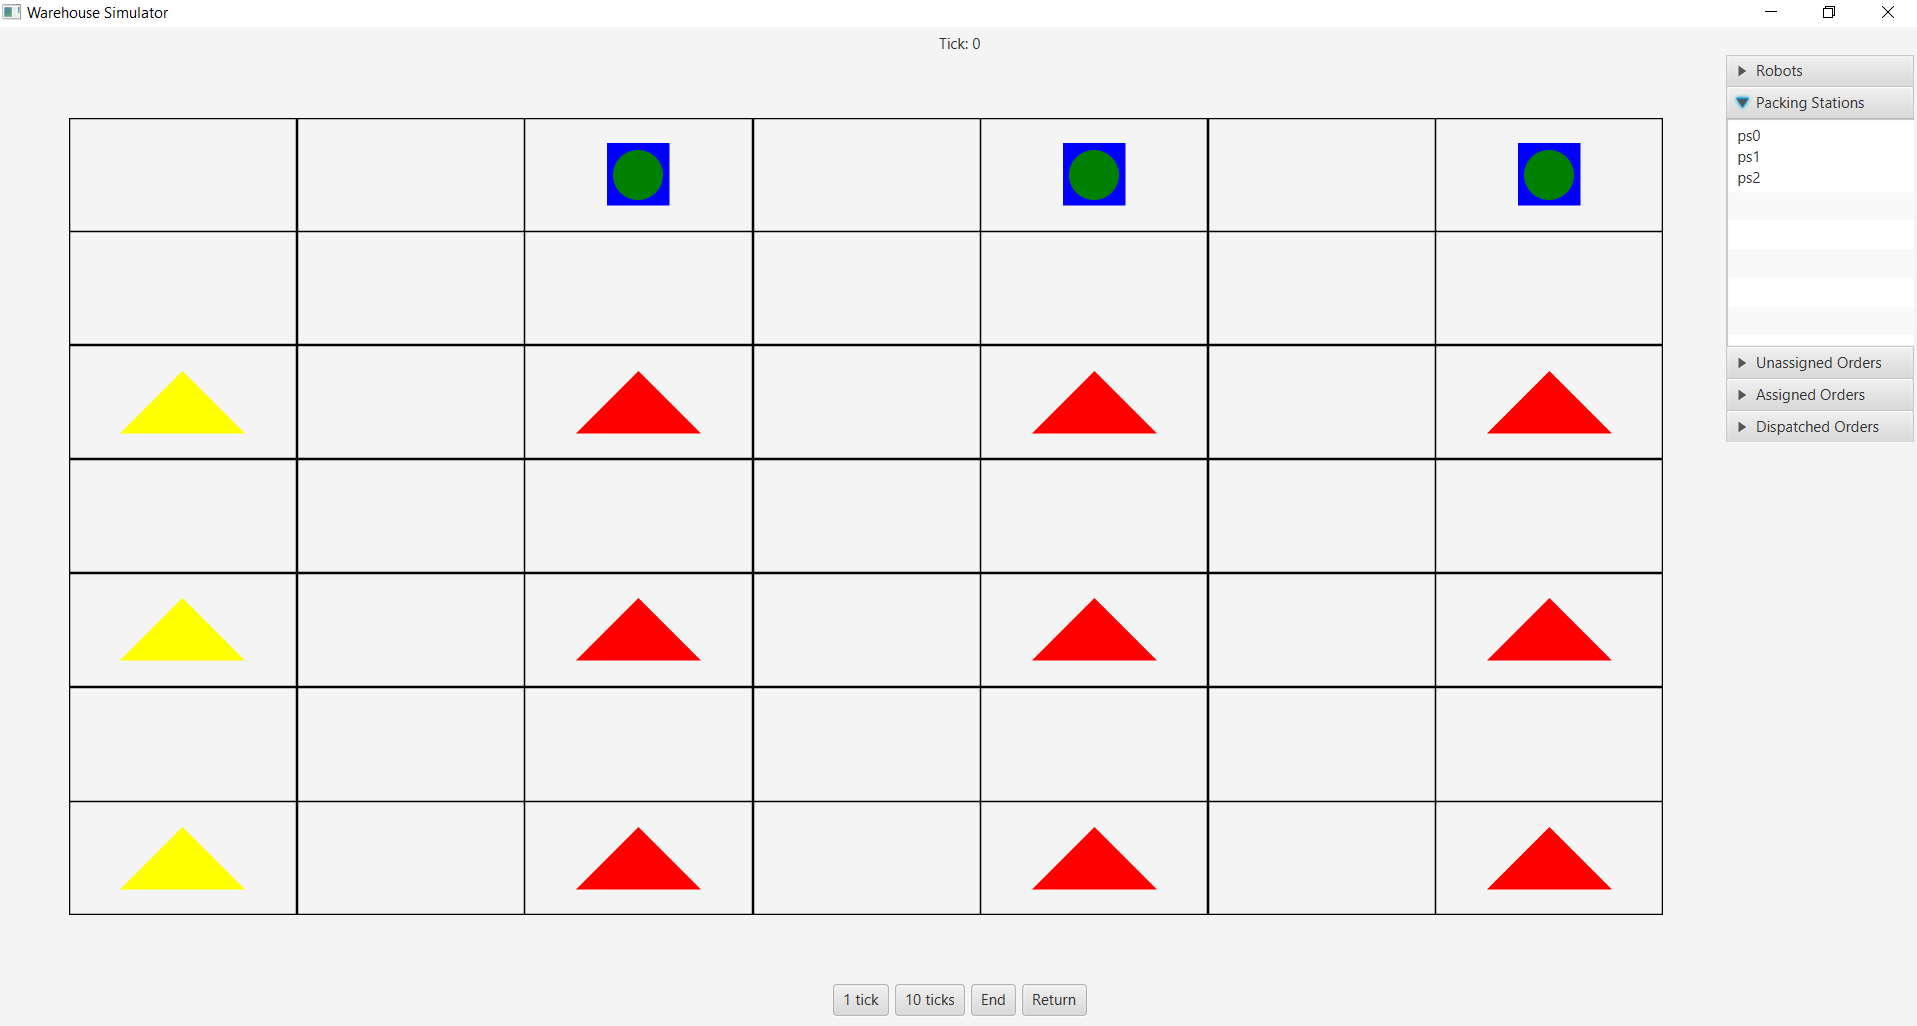 Warehouse Simulator
Tick: 0
Robots
Packing Stations
ps0
ps1
ps2
Unassigned Orders
Assigned Orders
Dispatched Orders
1 tick
10 ticks
End
Return